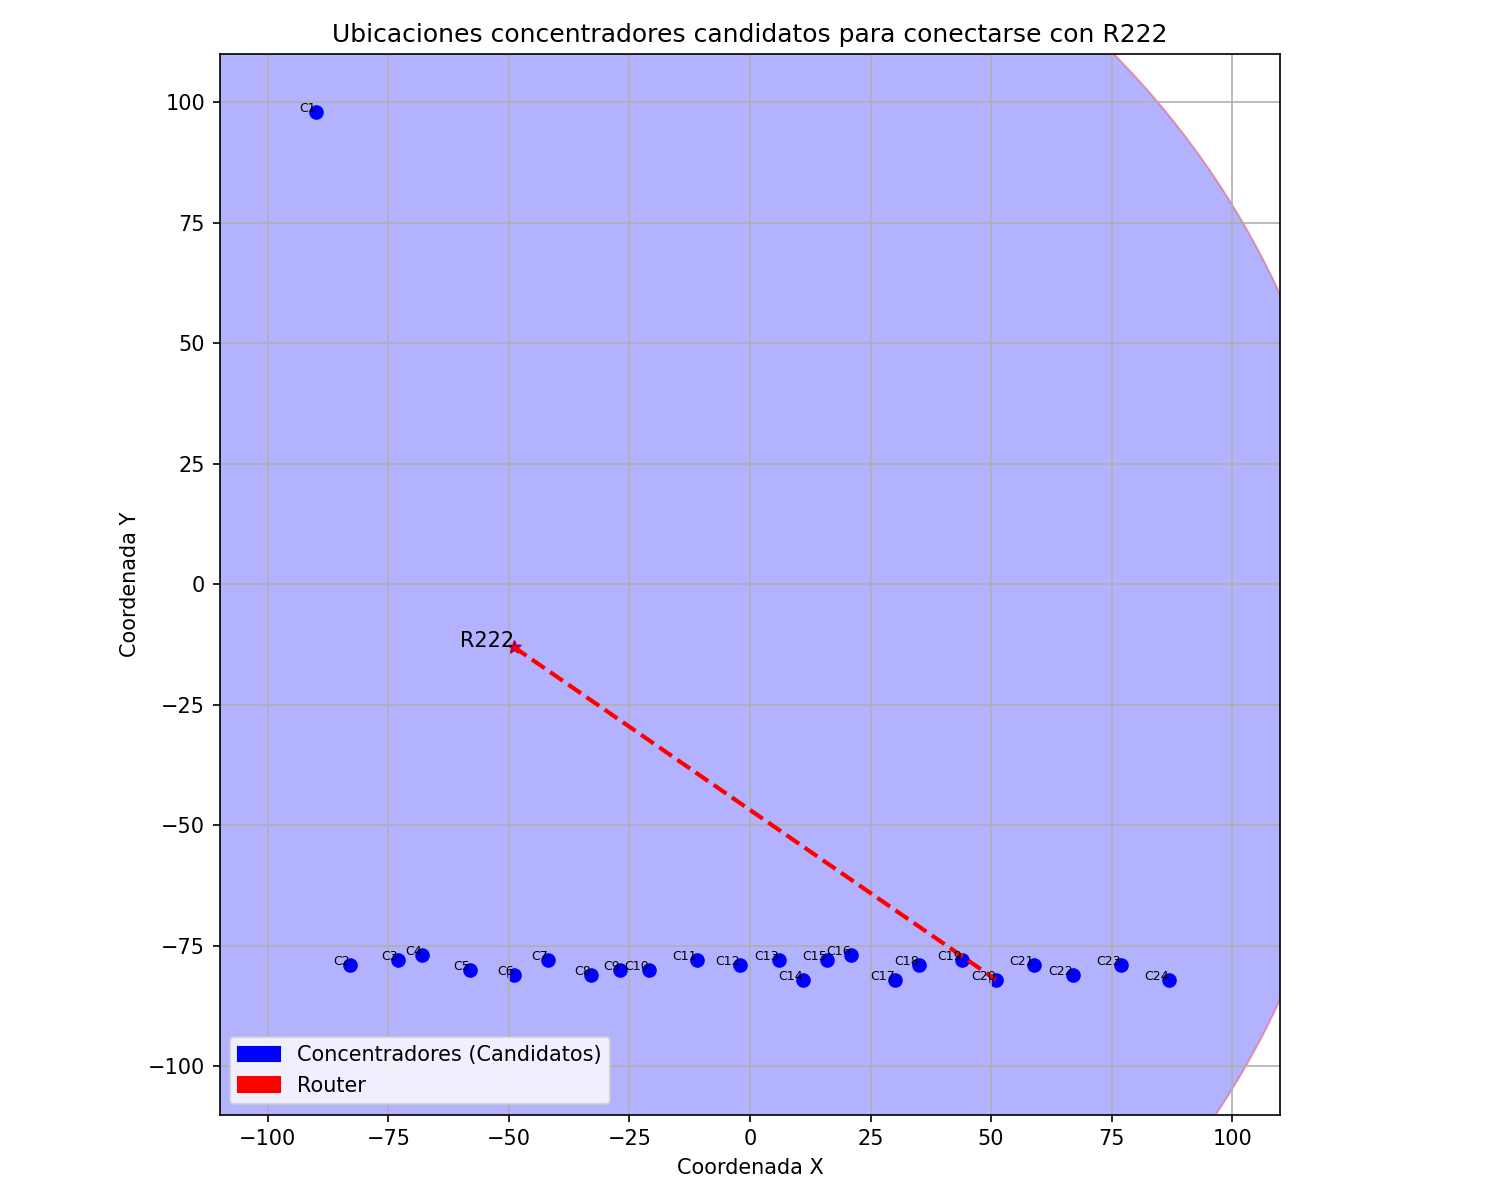 Ubicaciones concentradores candidatos para conectarse con R222
Coordenada Y
100
75
50
25
0
−25
−50
−75
−100
C1
R222
C2
C3
C4
C5
C6
C7
C8
C9
C10
C11
C12
C13
C14
C15
C16
C17
C18
C19
C20
C21
C22
C23
C24
Concentradores (Candidatos)
Router
−100
−75
−50
−25
0
25
50
75
100
Coordenada X